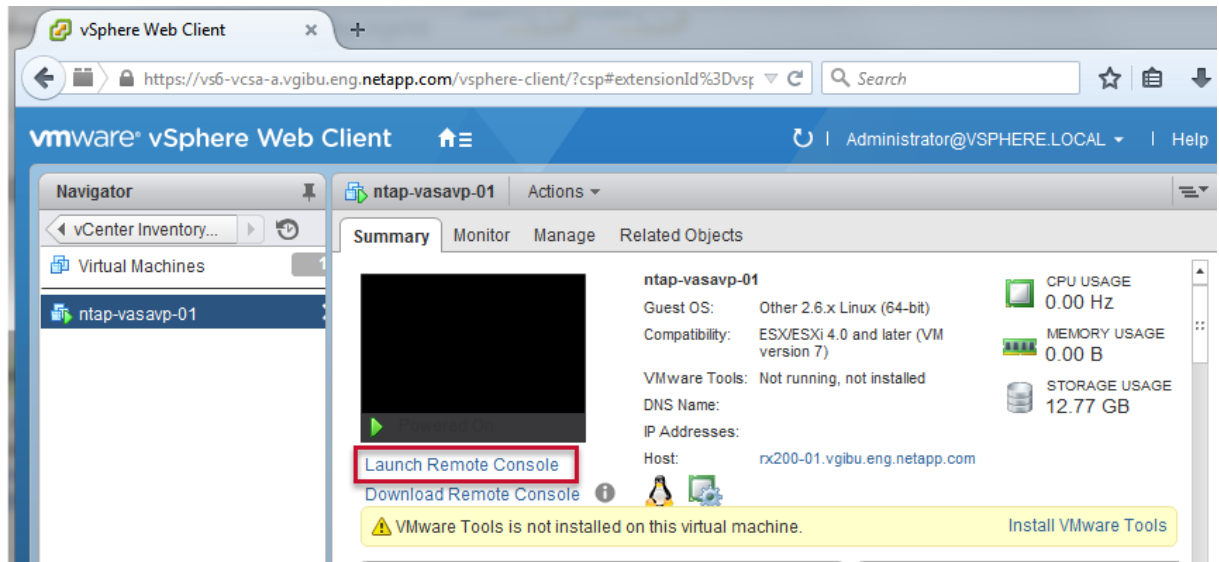 vSphere Web Client
https://vs6-vcsa-a.vgibu.eng.netapp.com/vsphere-client/?csp#extensionId%3Dvsp
Search
vmware® vSphere Web Client
Administrator@VSPHERE.LOCAL
Help
Navigator
ntap-vasavp-01
Actions
vCenter Inventory...
Summary
Monitor
Manage
Related Objects
Virtual Machines
1
ntap-vasavp-01
ntap-vasavp-01
Guest OS: Other 2.6.x Linux (64-bit)
Compatibility: ESX/ESXi 4.0 and later (VM
version 7)
VMware Tools: Not running, not installed
DNS Name:
IP Addresses:
Host: rx200-01.vgibu.eng.netapp.com
CPU USAGE
0.00 Hz
MEMORY USAGE
0.00 B
STORAGE USAGE
12.77 GB
Powered On
Launch Remote Console
Download Remote Console
VMware Tools is not installed on this virtual machine.
Install VMware Tools